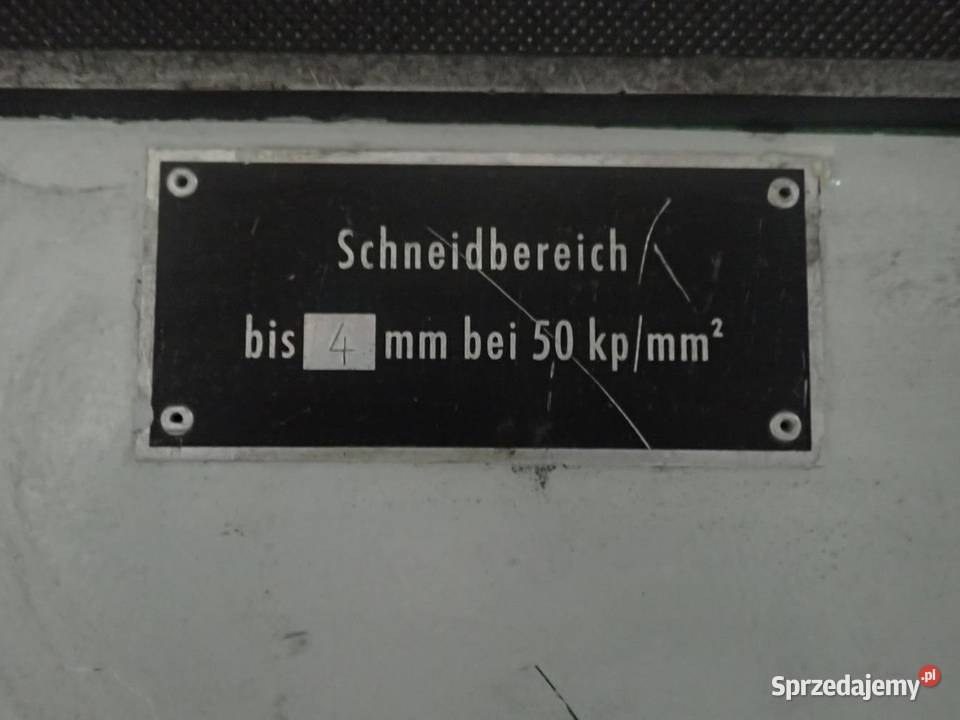 Schneidbereich
bis 4 mm bei 50 kp/mm²
Sprzedajemy.pl